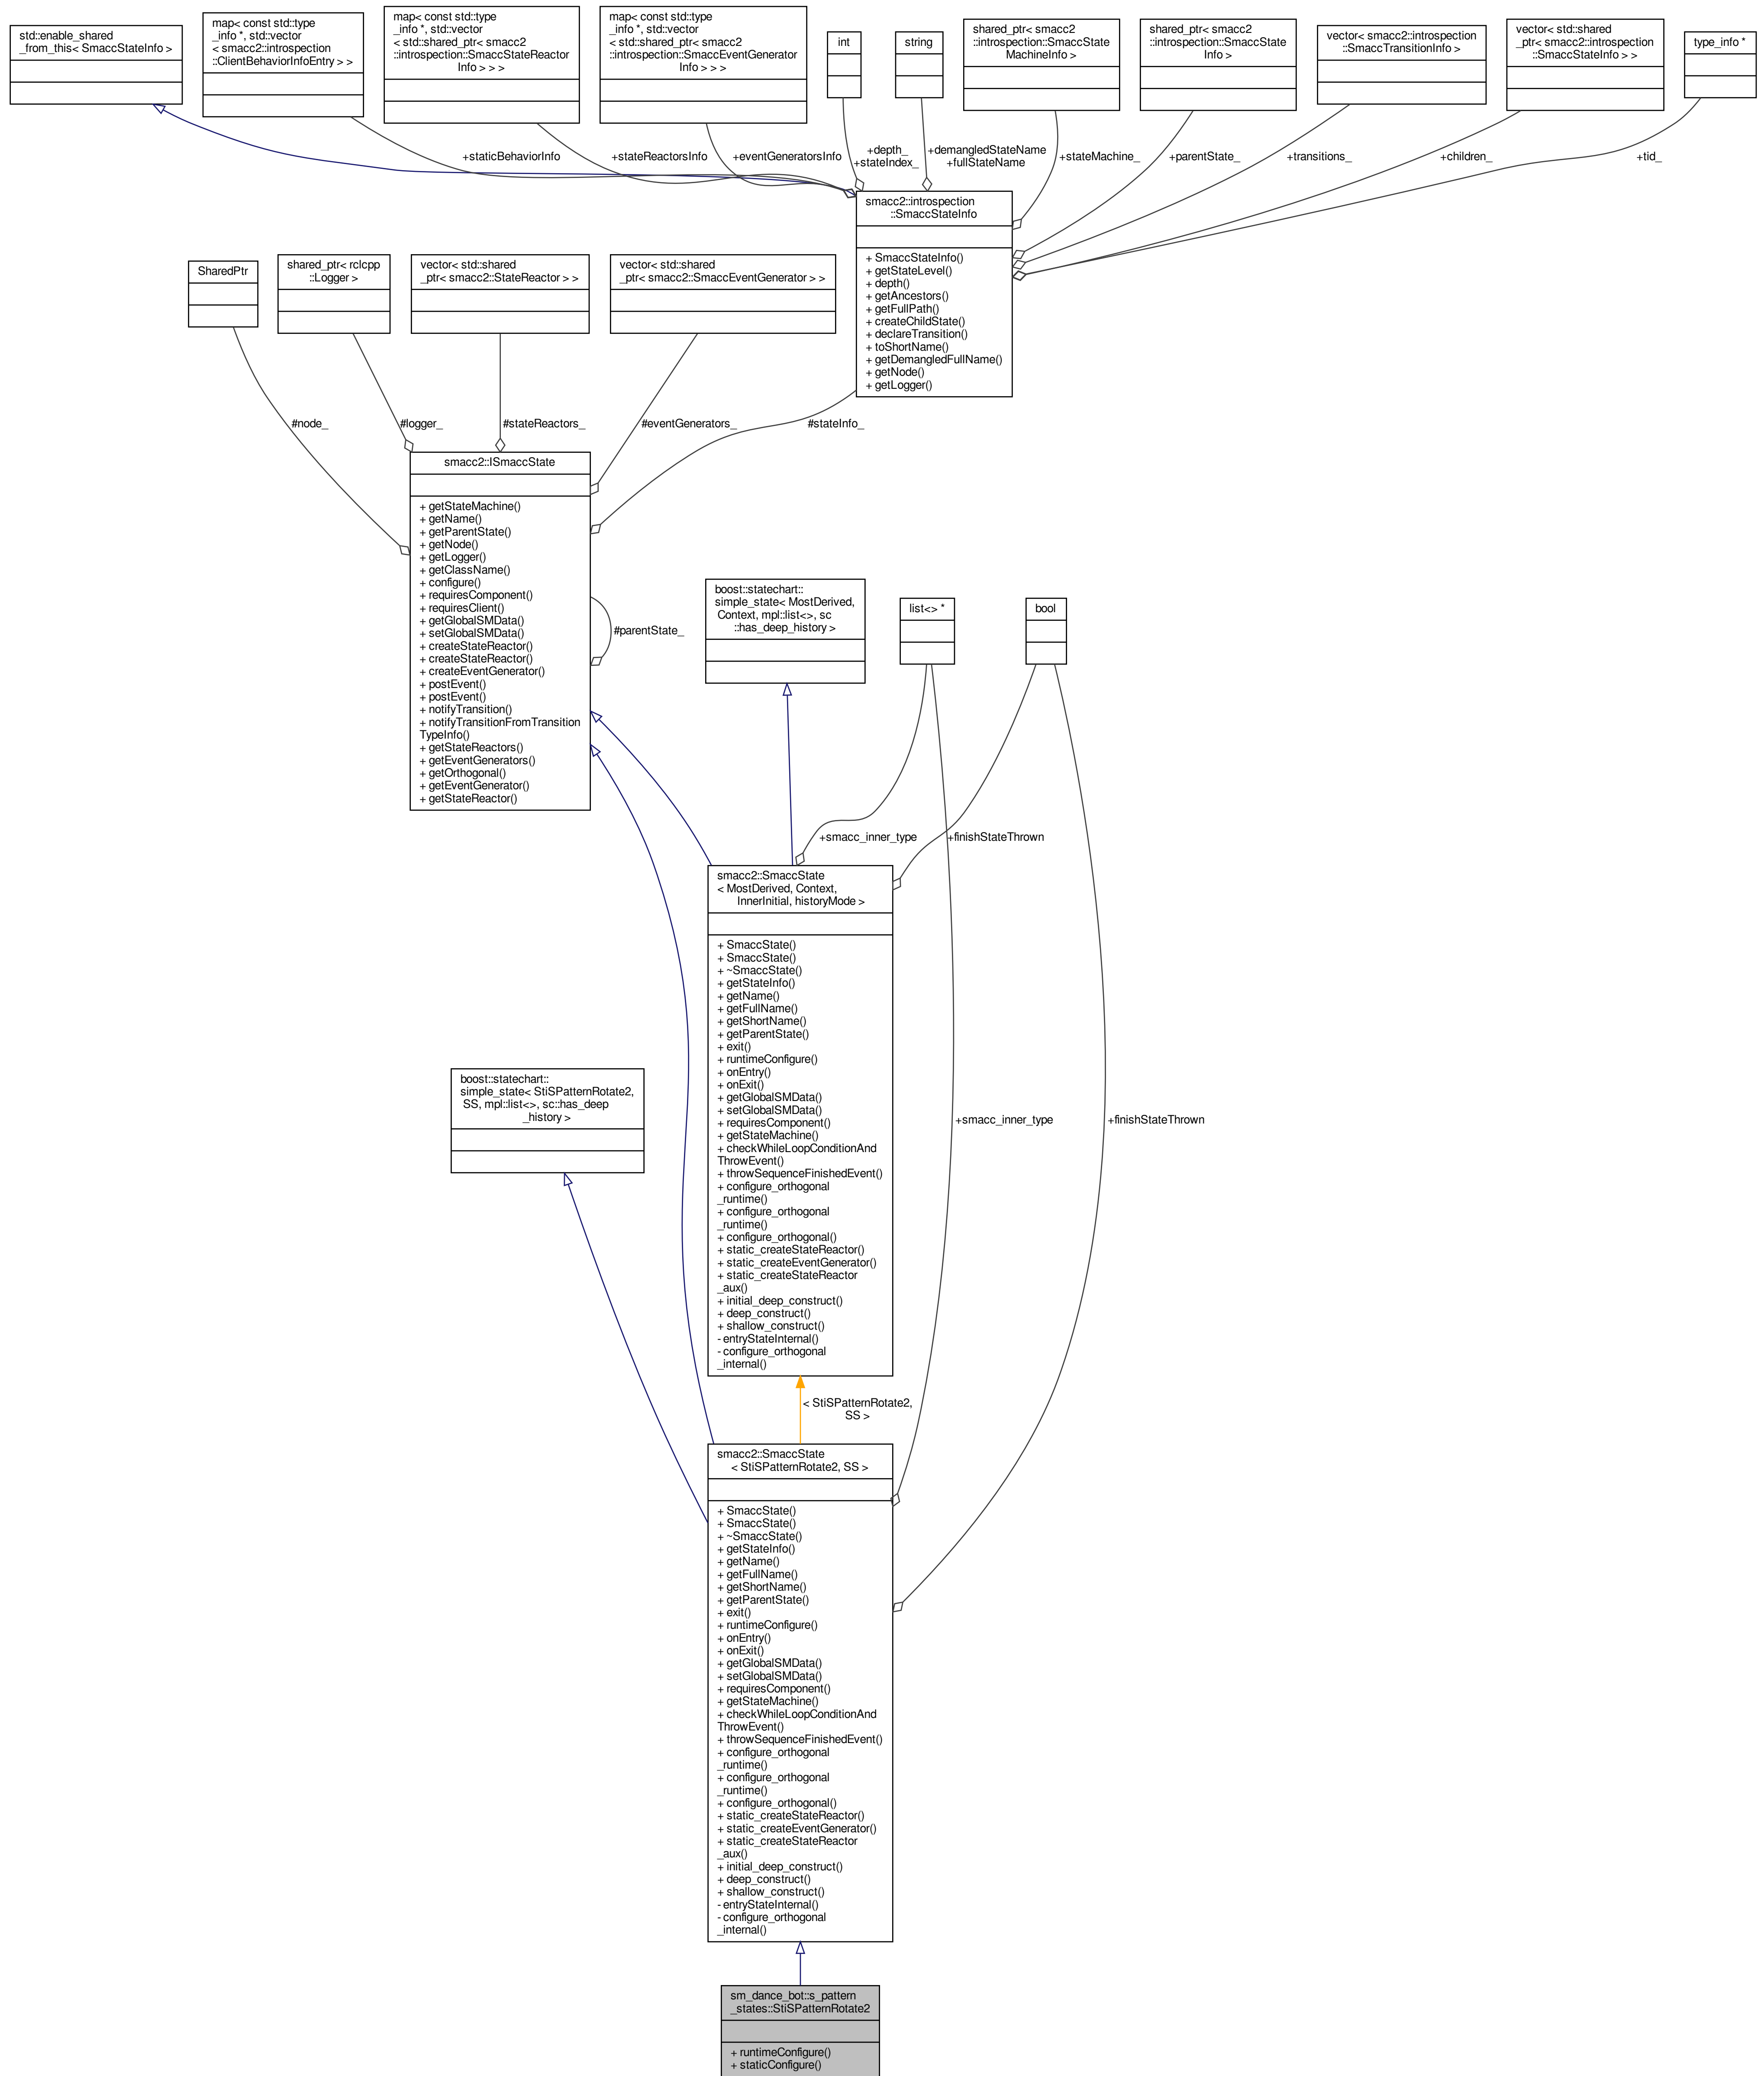 std::enable_shared
_from_this< SmaccStateInfo >
map< const std::type
_info *, std::vector
< smacc2::introspection
::ClientBehaviorInfoEntry > >
map< const std::type
_info *, std::vector
< std::shared_ptr< smacc2
::introspection::SmaccStateReactor
Info > > >
map< const std::type
_info *, std::vector
< std::shared_ptr< smacc2
::introspection::SmaccEventGenerator
Info > > >
int
string
shared_ptr< smacc2
::introspection::SmaccState
MachineInfo >
shared_ptr< smacc2
::introspection::SmaccState
Info >
vector< smacc2::introspection
::SmaccTransitionInfo >
vector< std::shared
_ptr< smacc2::introspection
::SmaccStateInfo > >
type_info *
+staticBehaviorInfo
+stateReactorsInfo
+eventGeneratorsInfo
+depth_
+stateIndex_
+demangledStateName
+fullStateName
+stateMachine_
+parentState_
+transitions_
+children_
+tid_
smacc2::introspection
::SmaccStateInfo
+ SmaccStateInfo()
+ getStateLevel()
+ depth()
+ getAncestors()
+ getFullPath()
+ createChildState()
+ declareTransition()
+ toShortName()
+ getDemangledFullName()
+ getNode()
+ getLogger()
SharedPtr
shared_ptr< rclcpp
::Logger >
vector< std::shared
_ptr< smacc2::StateReactor > >
vector< std::shared
_ptr< smacc2::SmaccEventGenerator > >
#node_
#logger_
#stateReactors_
#eventGenerators_
#stateInfo_
smacc2::ISmaccState
+ getStateMachine()
+ getName()
+ getParentState()
+ getNode()
+ getLogger()
+ getClassName()
+ configure()
+ requiresComponent()
+ requiresClient()
+ getGlobalSMData()
+ setGlobalSMData()
+ createStateReactor()
+ createStateReactor()
+ createEventGenerator()
+ postEvent()
+ postEvent()
+ notifyTransition()
+ notifyTransitionFromTransition
TypeInfo()
+ getStateReactors()
+ getEventGenerators()
+ getOrthogonal()
+ getEventGenerator()
+ getStateReactor()
#parentState_
boost::statechart::
simple_state< MostDerived,
Context, mpl::list<>, sc
::has_deep_history >
list<> *
bool
+smacc_inner_type
+finishStateThrown
smacc2::SmaccState
< MostDerived, Context,
InnerInitial, historyMode >
+ SmaccState()
+ SmaccState()
+ ~SmaccState()
+ getStateInfo()
+ getName()
+ getFullName()
+ getShortName()
+ getParentState()
+ exit()
+ runtimeConfigure()
+ onEntry()
+ onExit()
+ getGlobalSMData()
+ setGlobalSMData()
+ requiresComponent()
+ getStateMachine()
+ checkWhileLoopConditionAnd
ThrowEvent()
+ throwSequenceFinishedEvent()
+ configure_orthogonal
_runtime()
+ configure_orthogonal
_runtime()
+ configure_orthogonal()
+ static_createStateReactor()
+ static_createEventGenerator()
+ static_createStateReactor
_aux()
+ initial_deep_construct()
+ deep_construct()
+ shallow_construct()
- entryStateInternal()
- configure_orthogonal
_internal()
boost::statechart::
simple_state< StiSPatternRotate2,
SS, mpl::list<>, sc::has_deep
_history >
+smacc_inner_type
+finishStateThrown
< StiSPatternRotate2,
SS >
smacc2::SmaccState
< StiSPatternRotate2, SS >
+ SmaccState()
+ SmaccState()
+ ~SmaccState()
+ getStateInfo()
+ getName()
+ getFullName()
+ getShortName()
+ getParentState()
+ exit()
+ runtimeConfigure()
+ onEntry()
+ onExit()
+ getGlobalSMData()
+ setGlobalSMData()
+ requiresComponent()
+ getStateMachine()
+ checkWhileLoopConditionAnd
ThrowEvent()
+ throwSequenceFinishedEvent()
+ configure_orthogonal
_runtime()
+ configure_orthogonal
_runtime()
+ configure_orthogonal()
+ static_createStateReactor()
+ static_createEventGenerator()
+ static_createStateReactor
_aux()
+ initial_deep_construct()
+ deep_construct()
+ shallow_construct()
- entryStateInternal()
- configure_orthogonal
_internal()
sm_dance_bot::s_pattern
_states::StiSPatternRotate2
+ runtimeConfigure()
+ staticConfigure()